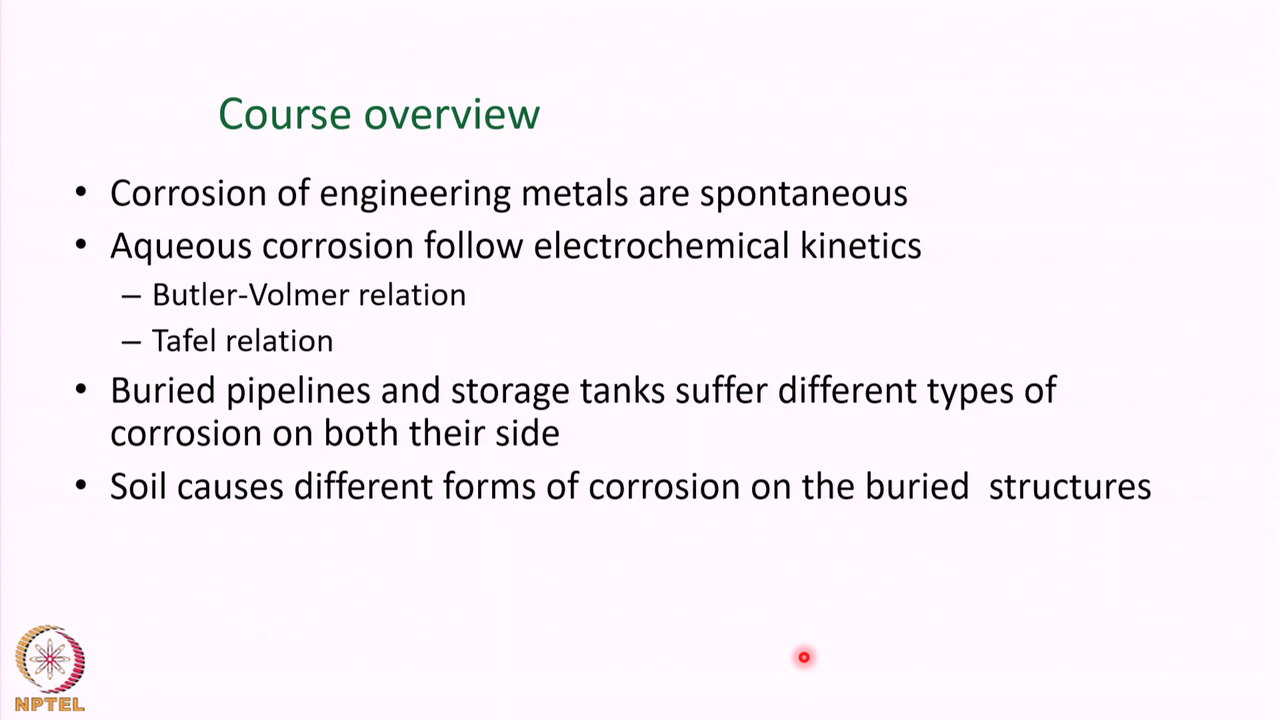 Course overview
• Corrosion of engineering metals are spontaneous
• Aqueous corrosion follow electrochemical kinetics
– Butler-Volmer relation
– Tafel relation
• Buried pipelines and storage tanks suffer different types of
corrosion on both their side
• Soil causes different forms of corrosion on the buried structures
NPTEL